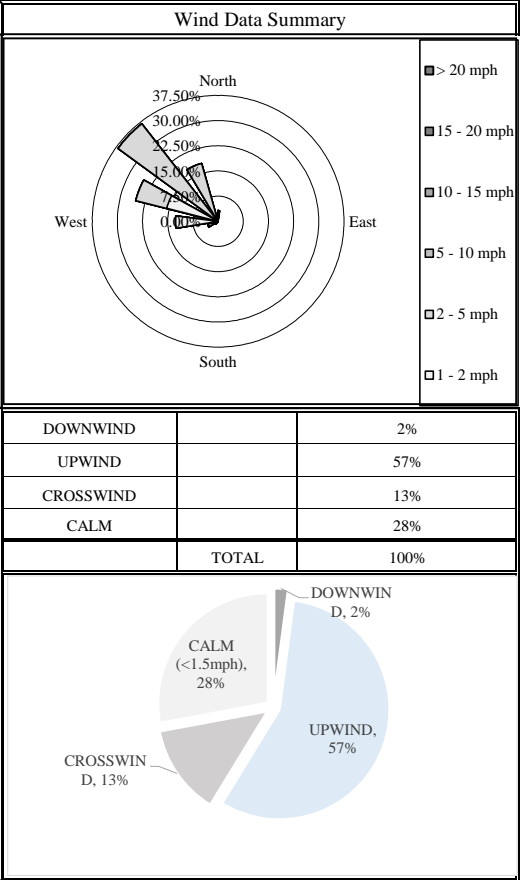 Wind Data Summary
North
37.50%
30.00%
22.50%
15.00%
7.50%
0.00%
West
East
South
> 20 mph
15 - 20 mph
10 - 15 mph
5 - 10 mph
2 - 5 mph
1 - 2 mph
DOWNWIND 2%
UPWIND 57%
CROSSWIND 13%
CALM 28%
TOTAL 100%
DOWNWIN
D, 2%
CALM
(<1.5mph),
28%
UPWIND,
57%
CROSSWIN
D, 13%